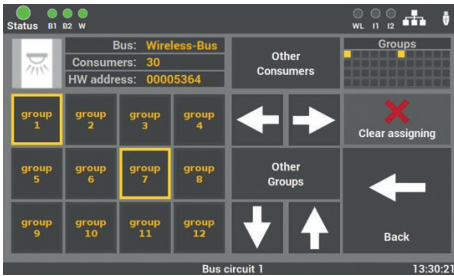 Status B1 B2 W WL I1 I2
Bus: Wireless-Bus
Consumers: 30
HW address: 00005364
Other
Consumers
Groups
group
1
group
2
group
3
group
4
Clear assigning
group
5
group
6
group
7
group
8
Other
Groups
group
9
group
10
group
11
group
12
Back
Bus circuit 1 13:30:21